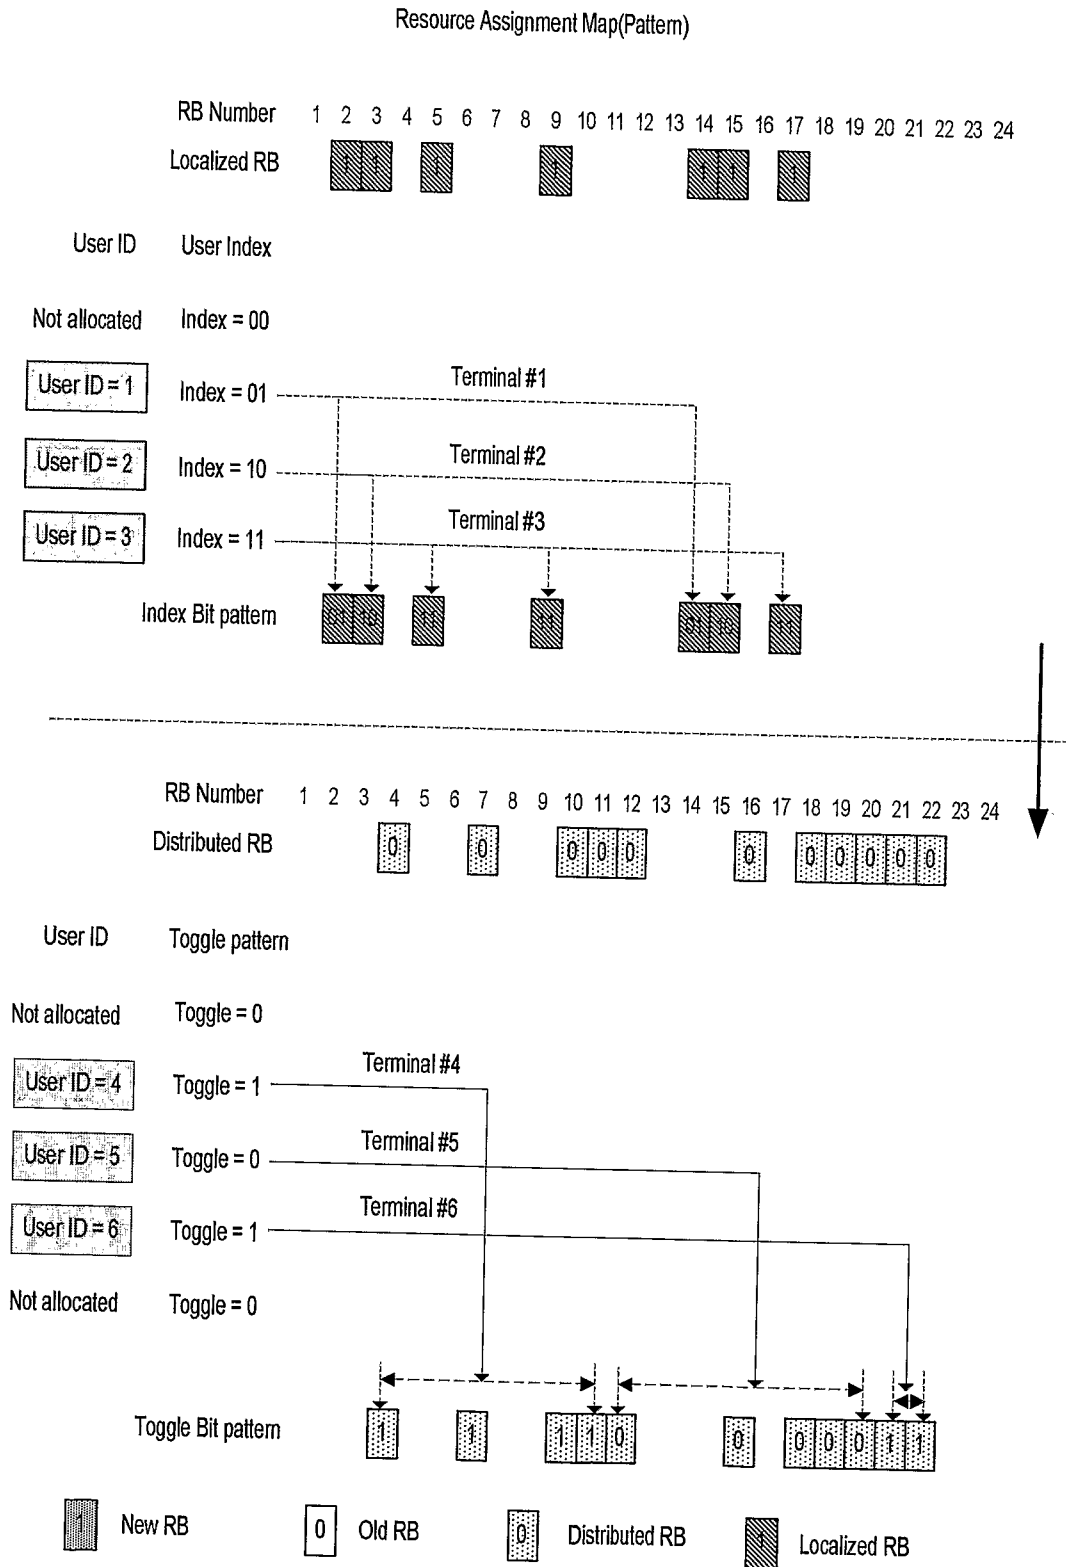 Resource Assignment Map(Pattern)
RB Number 1 2 3 4 5 6 7 8 9 10 11 12 13 14 15 16 17 18 19 20 21 22 23 24
Localized RB 1 1 1 1 1 1 1
User ID User Index
Not allocated Index = 00
User ID = 1 Index = 01 Terminal #1
User ID = 2 Index = 10 Terminal #2
User ID = 3 Index = 11 Terminal #3
Index Bit pattern 01 10 11 11 01 10 11
RB Number 1 2 3 4 5 6 7 8 9 10 11 12 13 14 15 16 17 18 19 20 21 22 23 24
Distributed RB 0 0 0 0 0 0 0 0 0 0 0
User ID Toggle pattern
Not allocated Toggle = 0
User ID = 4 Toggle = 1 Terminal #4
User ID = 5 Toggle = 0 Terminal #5
User ID = 6 Toggle = 1 Terminal #6
Not allocated Toggle = 0
Toggle Bit pattern 1 1 1 1 0 0 0 0 0 1 1
1 New RB 0 Old RB 0 Distributed RB 1 Localized RB